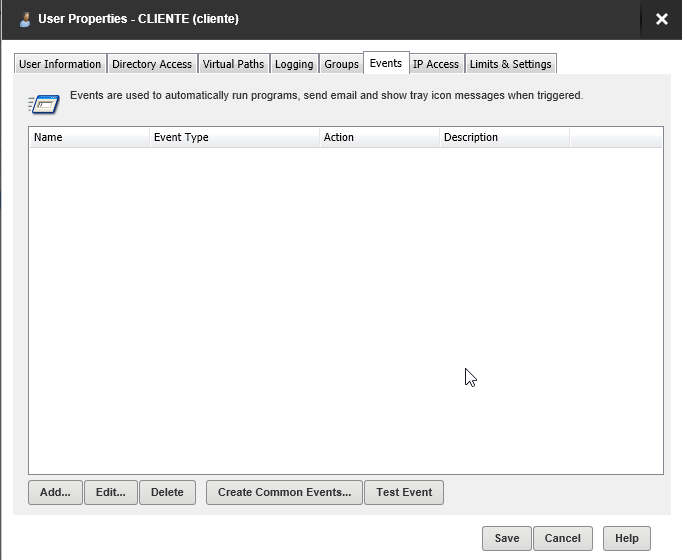 User Properties - CLIENTE (cliente)
User Information Directory Access Virtual Paths Logging Groups Events IP Access Limits & Settings
Events are used to automatically run programs, send email and show tray icon messages when triggered.
Name Event Type Action Description
Add... Edit... Delete Create Common Events... Test Event
Save Cancel Help